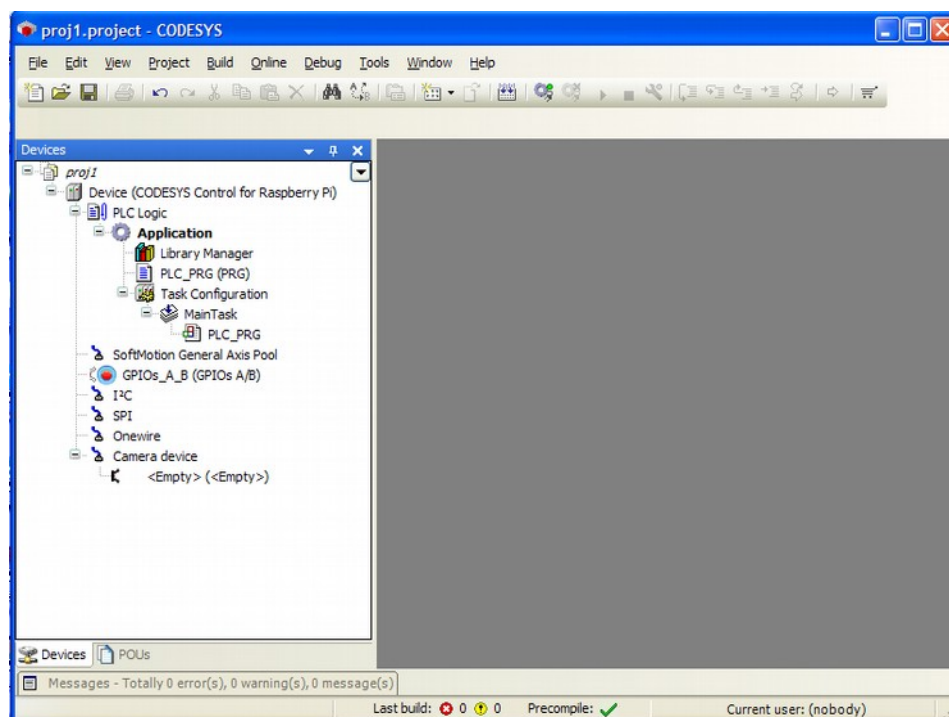 proj1.project - CODESYS
File Edit View Project Build Online Debug Tools Window Help
Devices
proj1
Device (CODESYS Control for Raspberry Pi)
PLC Logic
Application
Library Manager
PLC_PRG (PRG)
Task Configuration
MainTask
PLC_PRG
SoftMotion General Axis Pool
GPIOs_A_B (GPIOs A/B)
I²C
SPI
Onewire
Camera device
<Empty> (<Empty>)
Devices POUs
Messages - Totally 0 error(s), 0 warning(s), 0 message(s)
Last build: 0 0 Precompile: Current user: (nobody)